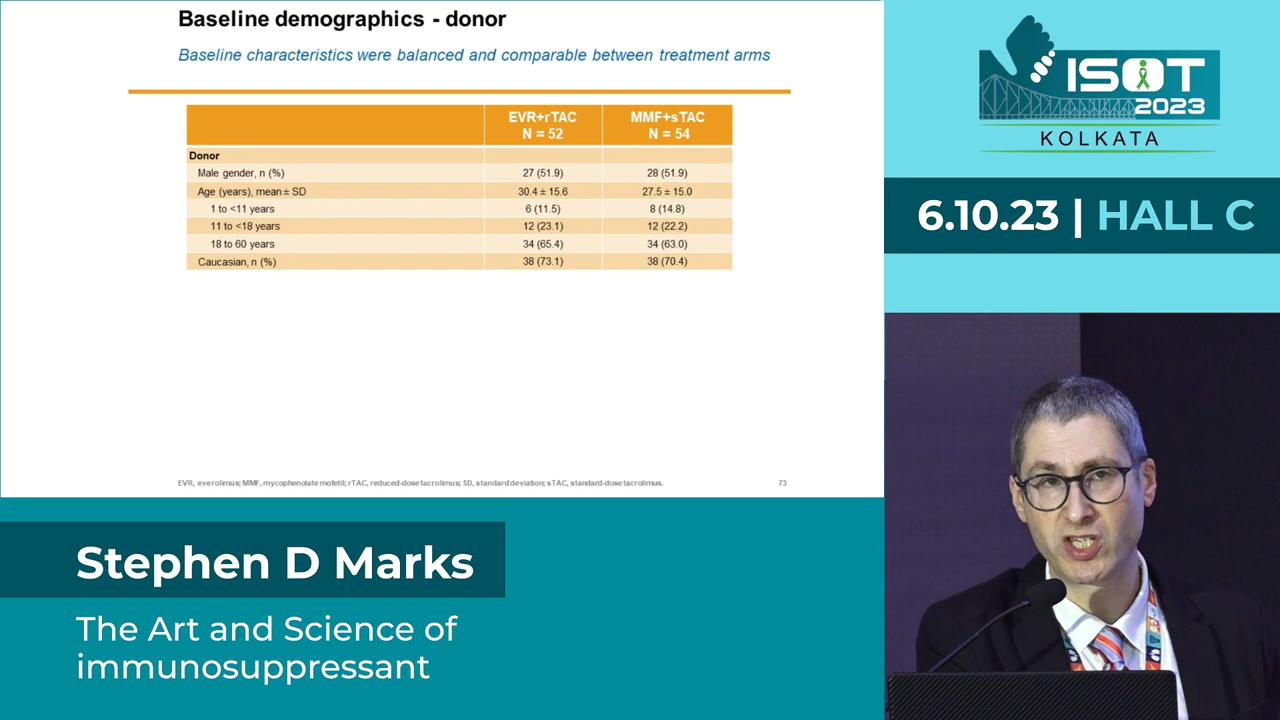 Baseline demographics - donor
Baseline characteristics were balanced and comparable between treatment arms
EVR+rTAC MMF+sTAC
N = 52 N = 54
Donor
Male gender, n (%) 27 (51.9) 28 (51.9)
Age (years), mean ± SD 30.4 ± 15.6 27.5 ± 15.0
1 to <11 years 6 (11.5) 8 (14.8)
11 to <18 years 12 (23.1) 12 (22.2)
18 to 60 years 34 (65.4) 34 (63.0)
Caucasian, n (%) 38 (73.1) 38 (70.4)
EVR, everolimus; MMF, mycophenolate mofetil; rTAC, reduced-dose tacrolimus; SD, standard deviation; sTAC, standard-dose tacrolimus. 73
ISOT
2023
KOLKATA
6.10.23 | HALL C
Stephen D Marks
The Art and Science of
immunosuppressant